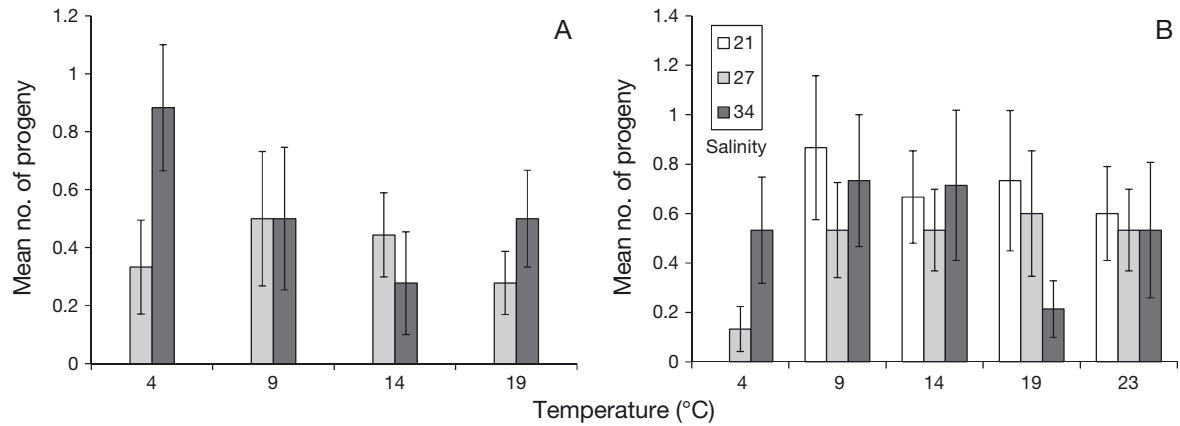 A
Mean no. of progeny
1.2
1
0.8
0.6
0.4
0.2
0
4 9 14 19
B
Mean no. of progeny
1.4
1.2
1
0.8
0.6
0.4
0.2
0
21
27
34
Salinity
4 9 14 19 23
Temperature (°C)